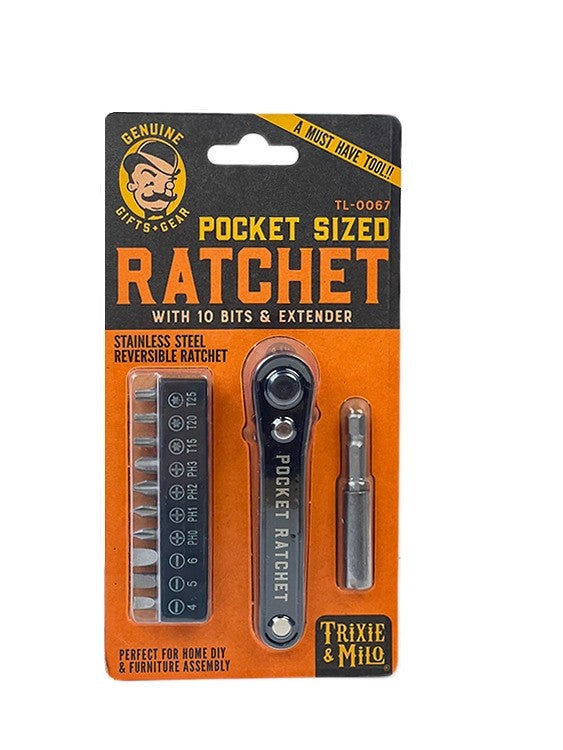 GENUINE
GIFTS + GEAR
A MUST HAVE TOOL!!
TL-0067
POCKET SIZED
RATCHET
WITH 10 BITS & EXTENDER
STAINLESS STEEL
REVERSIBLE RATCHET
T25
T20
T15
PH3
PH2
PH1
PH0
6
5
4
POCKET RATCHET
PERFECT FOR HOME DIY
& FURNITURE ASSEMBLY
TRIXIE
& MILO